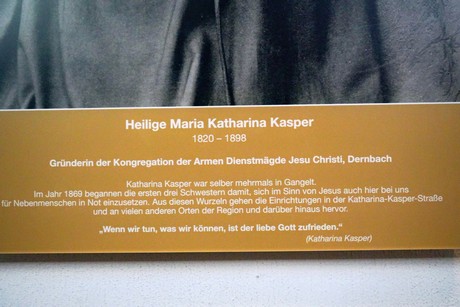 Heilige Maria Katharina Kasper
1820 – 1898
Gründerin der Kongregation der Armen Dienstmägde Jesu Christi, Dernbach
Katharina Kasper war selber mehrmals in Gangelt.
Im Jahr 1869 begannen die ersten drei Schwestern damit, sich im Sinn von Jesus auch hier bei uns
für Nebenmenschen in Not einzusetzen. Aus diesen Wurzeln gehen die Einrichtungen in der Katharina-Kasper-Straße
und an vielen anderen Orten der Region und darüber hinaus hervor.
„Wenn wir tun, was wir können, ist der liebe Gott zufrieden.“
(Katharina Kasper)